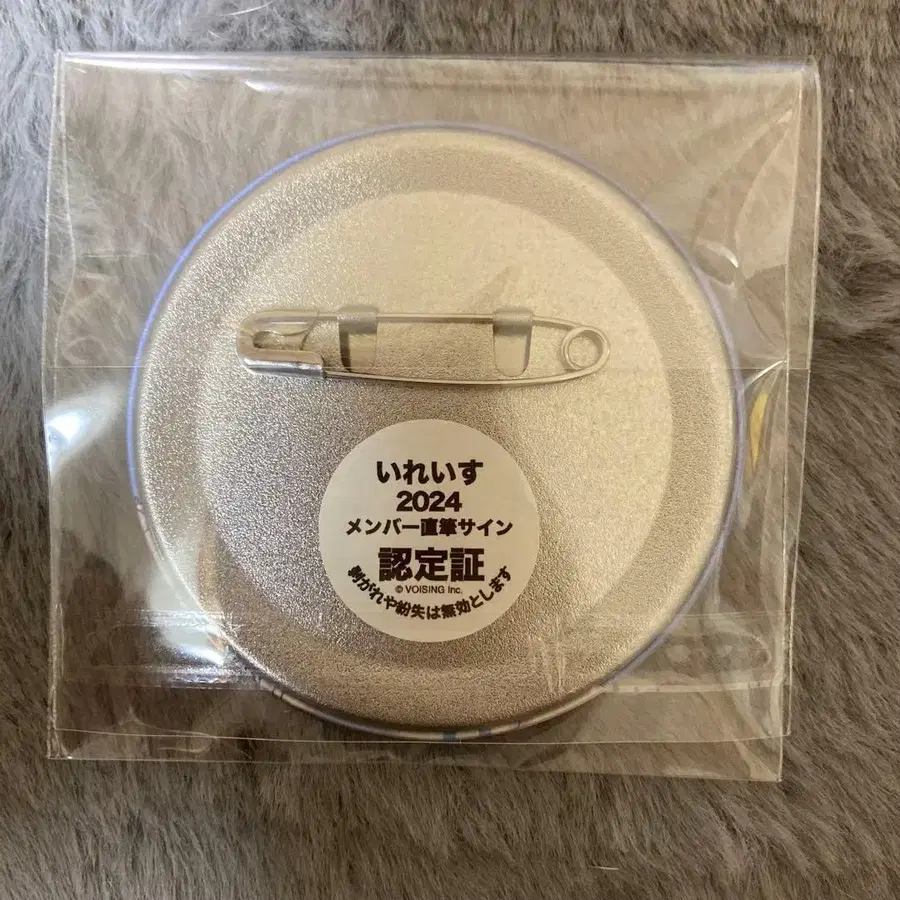 いれいす
2024
メンバー直筆サイン
認定証
© VOISING Inc.
剥がれや紛失は無効とします